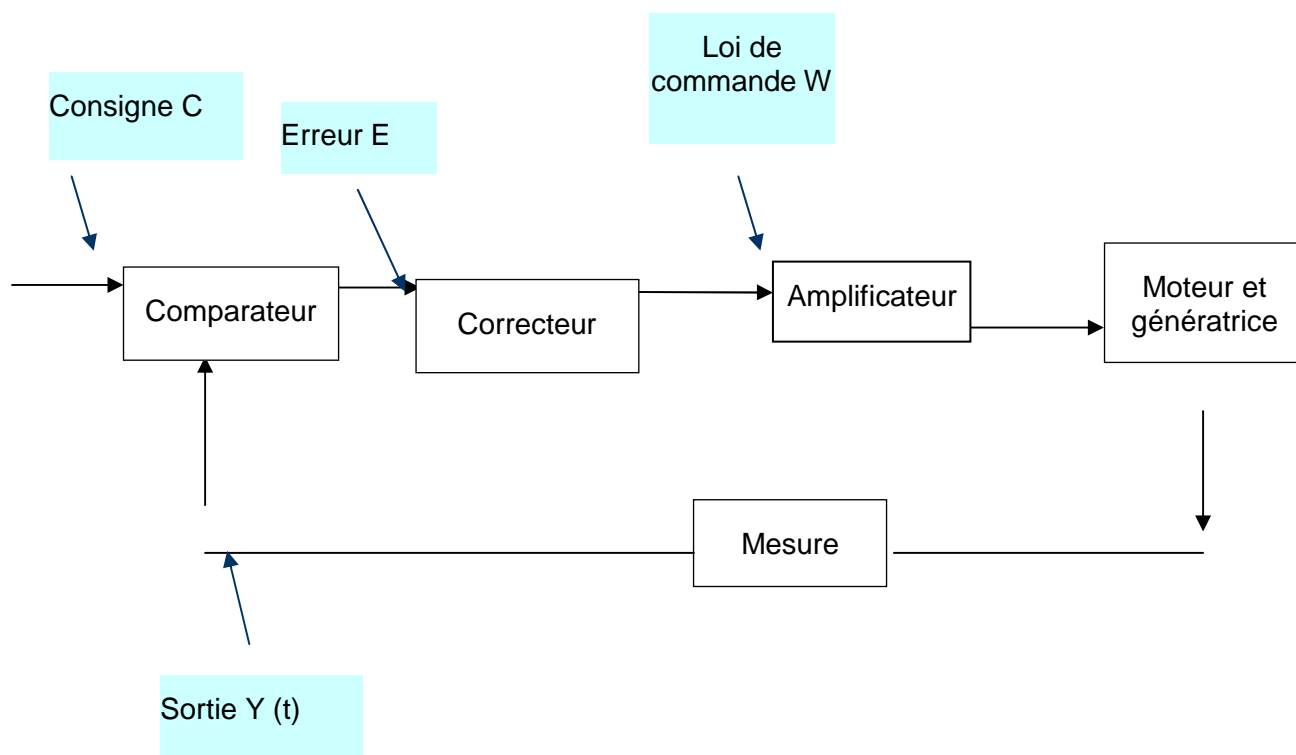 Loi de
commande W
Consigne C
Erreur E
Comparateur
Correcteur
Amplificateur
Moteur et
génératrice
Mesure
Sortie Y (t)